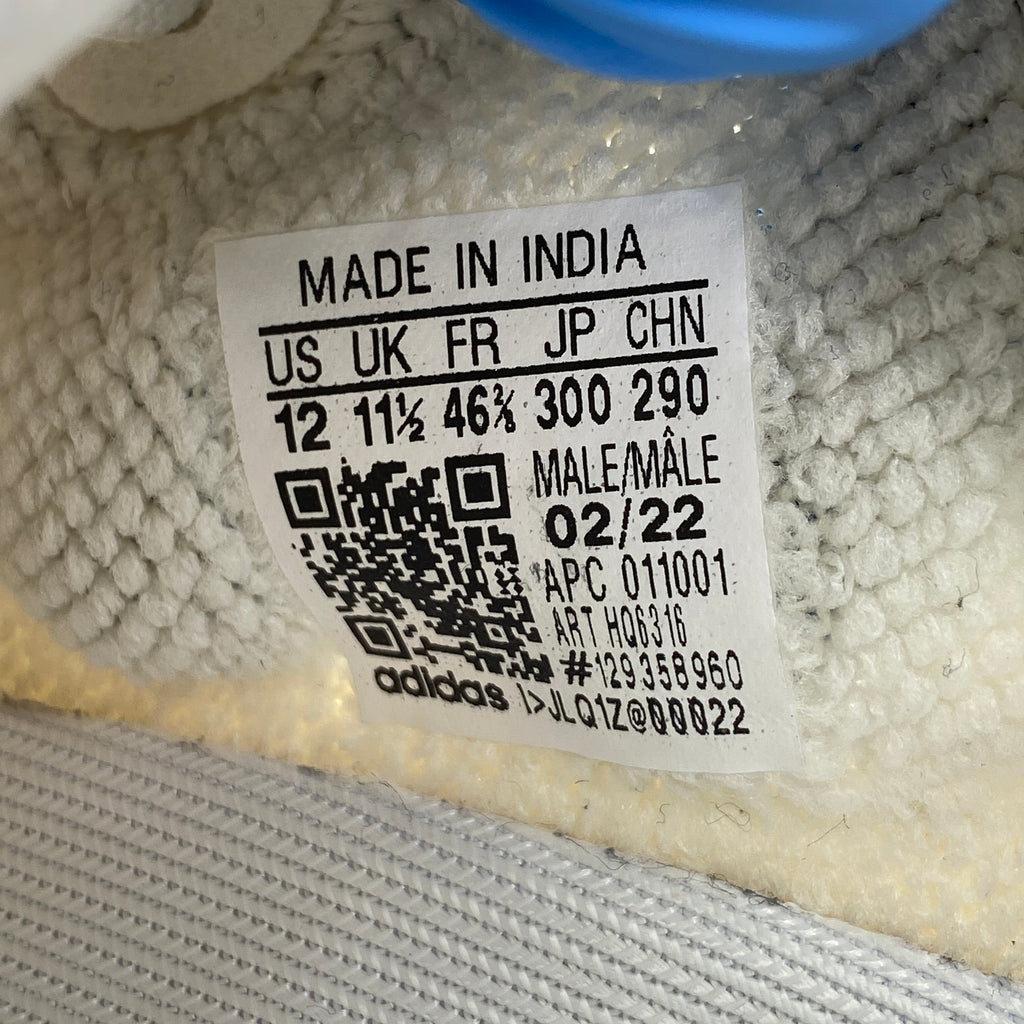 MADE IN INDIA
US UK FR JP CHN
12 11½ 46⅔ 300 290
MALE/MÂLE
02/22
APC 011001
ART HQ6316
#129358960
adidas \>JLQ1Z@00022